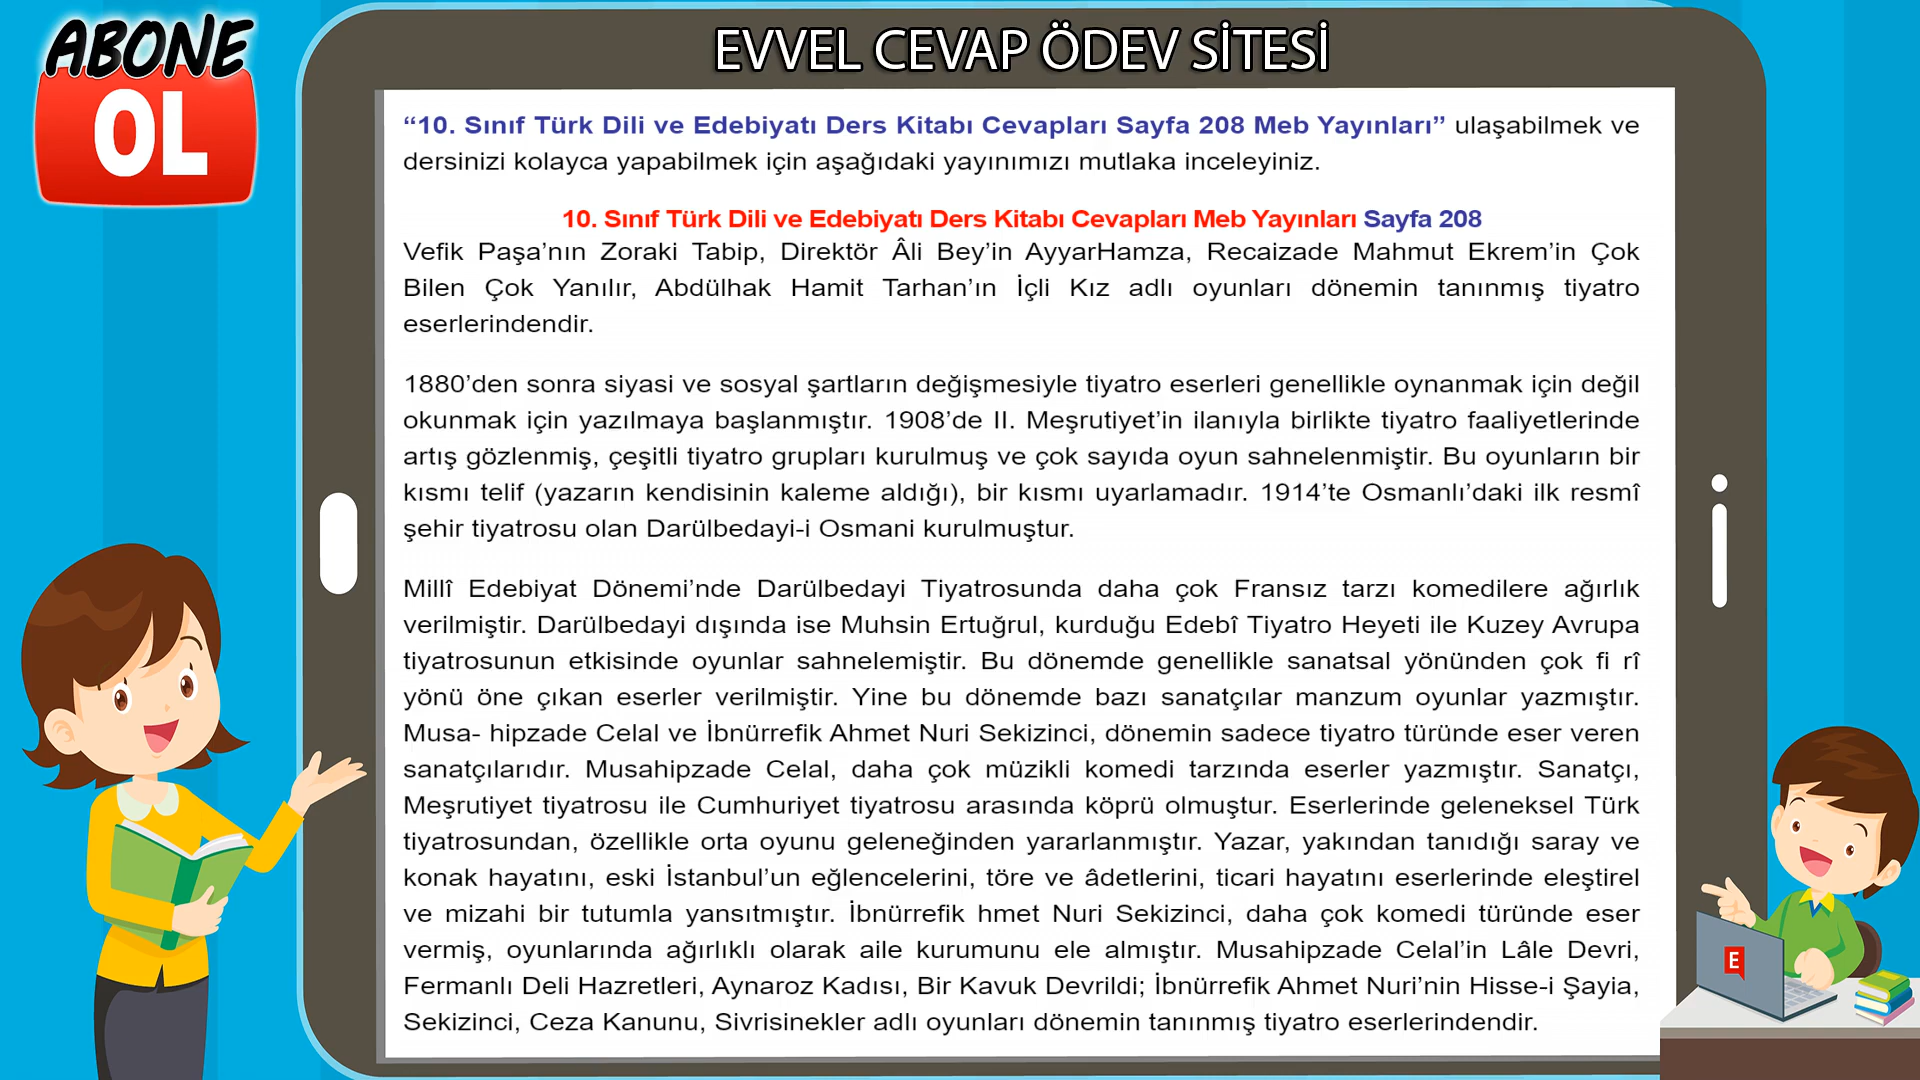 ABONE
OL
EVVEL CEVAP ÖDEV SİTESİ
“10. Sınıf Türk Dili ve Edebiyatı Ders Kitabı Cevapları Sayfa 208 Meb Yayınları” ulaşabilmek ve
dersinizi kolayca yapabilmek için aşağıdaki yayınımızı mutlaka inceleyiniz.
10. Sınıf Türk Dili ve Edebiyatı Ders Kitabı Cevapları Meb Yayınları Sayfa 208
Vefik Paşa’nın Zoraki Tabip, Direktör Âli Bey’in AyyarHamza, Recaizade Mahmut Ekrem’in Çok
Bilen Çok Yanılır, Abdülhak Hamit Tarhan’ın İçli Kız adlı oyunları dönemin tanınmış tiyatro
eserlerindendir.
1880’den sonra siyasi ve sosyal şartların değişmesiyle tiyatro eserleri genellikle oynanmak için değil
okunmak için yazılmaya başlanmıştır. 1908’de II. Meşrutiyet’in ilanıyla birlikte tiyatro faaliyetlerinde
artış gözlenmiş, çeşitli tiyatro grupları kurulmuş ve çok sayıda oyun sahnelenmiştir. Bu oyunların bir
kısmı telif (yazarın kendisinin kaleme aldığı), bir kısmı uyarlamadır. 1914’te Osmanlı’daki ilk resmî
şehir tiyatrosu olan Darülbedayi-i Osmani kurulmuştur.
Millî Edebiyat Dönemi’nde Darülbedayi Tiyatrosunda daha çok Fransız tarzı komedilere ağırlık
verilmiştir. Darülbedayi dışında ise Muhsin Ertuğrul, kurduğu Edebî Tiyatro Heyeti ile Kuzey Avrupa
tiyatrosunun etkisinde oyunlar sahnelemiştir. Bu dönemde genellikle sanatsal yönünden çok fi rî
yönü öne çıkan eserler verilmiştir. Yine bu dönemde bazı sanatçılar manzum oyunlar yazmıştır.
Musa- hipzade Celal ve İbnürrefik Ahmet Nuri Sekizinci, dönemin sadece tiyatro türünde eser veren
sanatçılarıdır. Musahipzade Celal, daha çok müzikli komedi tarzında eserler yazmıştır. Sanatçı,
Meşrutiyet tiyatrosu ile Cumhuriyet tiyatrosu arasında köprü olmuştur. Eserlerinde geleneksel Türk
tiyatrosundan, özellikle orta oyunu geleneğinden yararlanmıştır. Yazar, yakından tanıdığı saray ve
konak hayatını, eski İstanbul’un eğlencelerini, töre ve âdetlerini, ticari hayatını eserlerinde eleştirel
ve mizahi bir tutumla yansıtmıştır. İbnürrefik hmet Nuri Sekizinci, daha çok komedi türünde eser
vermiş, oyunlarında ağırlıklı olarak aile kurumunu ele almıştır. Musahipzade Celal’in Lâle Devri,
Fermanlı Deli Hazretleri, Aynaroz Kadısı, Bir Kavuk Devrildi; İbnürrefik Ahmet Nuri’nin Hisse-i Şayia,
Sekizinci, Ceza Kanunu, Sivrisinekler adlı oyunları dönemin tanınmış tiyatro eserlerindendir.
E